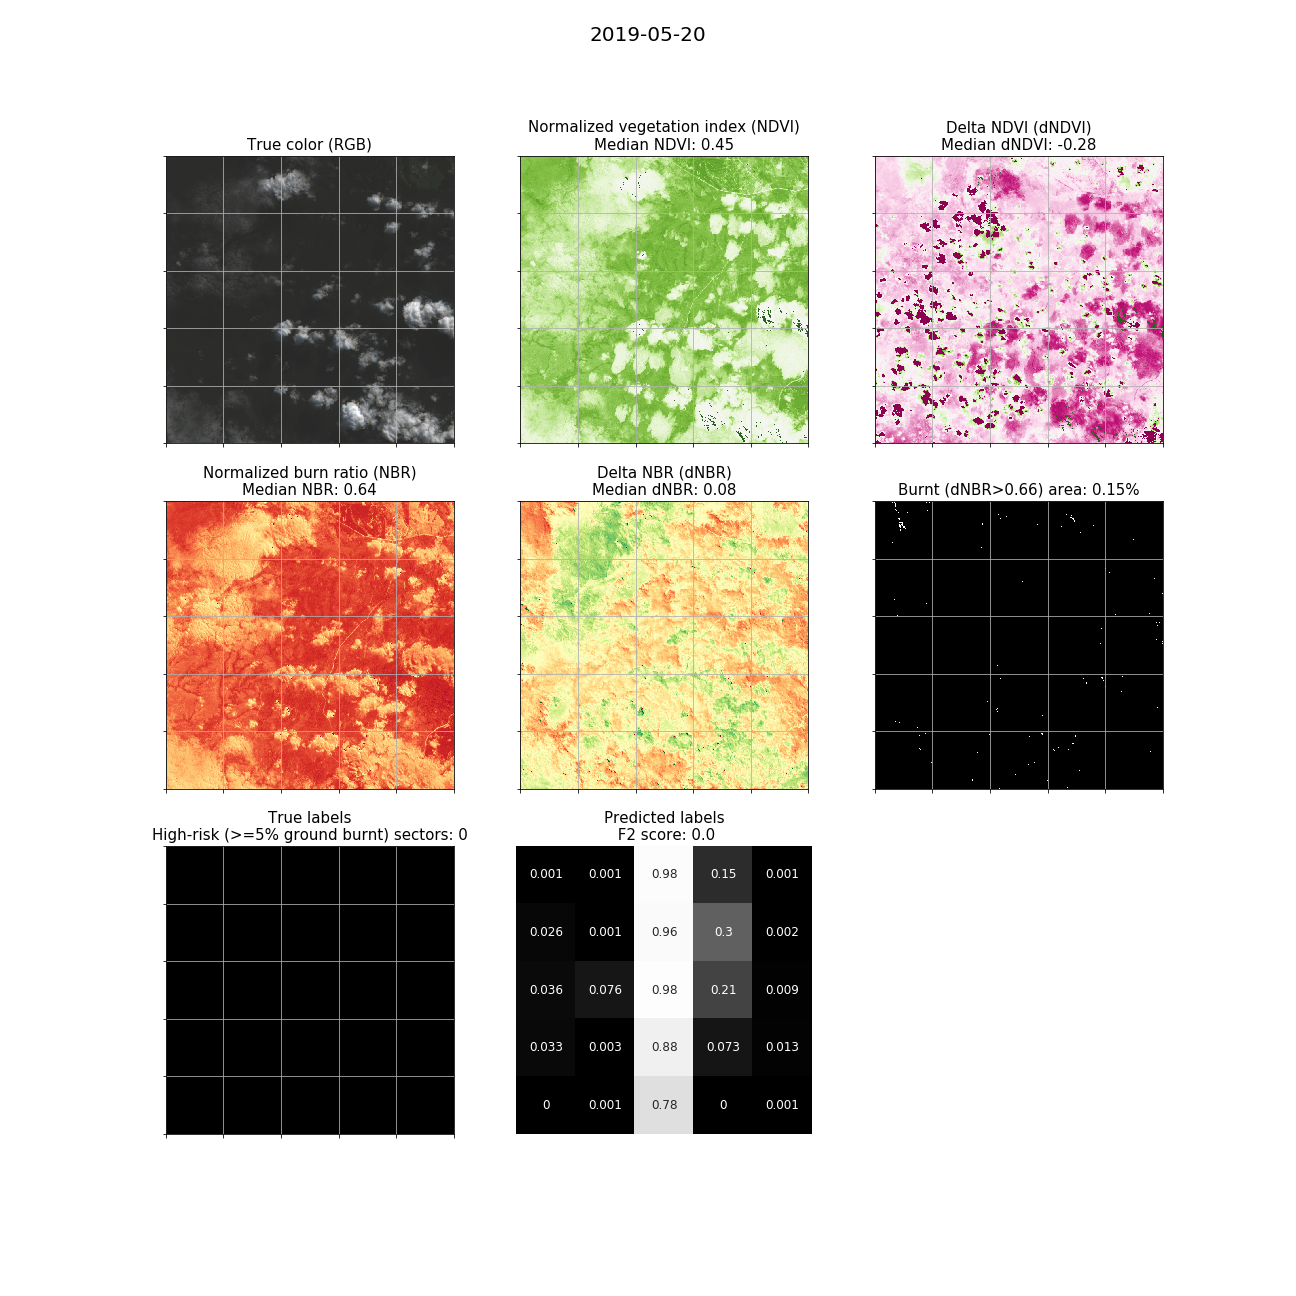 2019-05-20
True color (RGB)
Normalized vegetation index (NDVI)
Median NDVI: 0.45
Delta NDVI (dNDVI)
Median dNDVI: -0.28
Normalized burn ratio (NBR)
Median NBR: 0.64
Delta NBR (dNBR)
Median dNBR: 0.08
Burnt (dNBR>0.66) area: 0.15%
True labels
High-risk (>=5% ground burnt) sectors: 0
Predicted labels
F2 score: 0.0
0.001 0.001 0.98 0.15 0.001
0.026 0.001 0.96 0.3 0.002
0.036 0.076 0.98 0.21 0.009
0.033 0.003 0.88 0.073 0.013
0 0.001 0.78 0 0.001